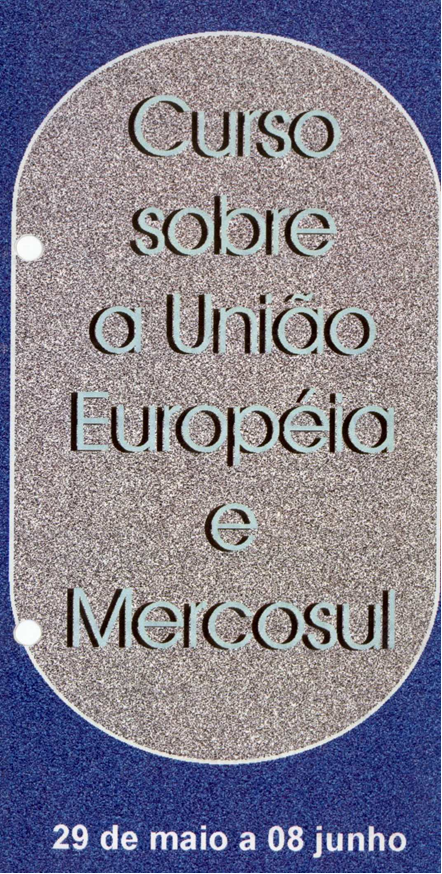 Curso
sobre
a União
Européia
e
Mercosul
29 de maio a 08 junho